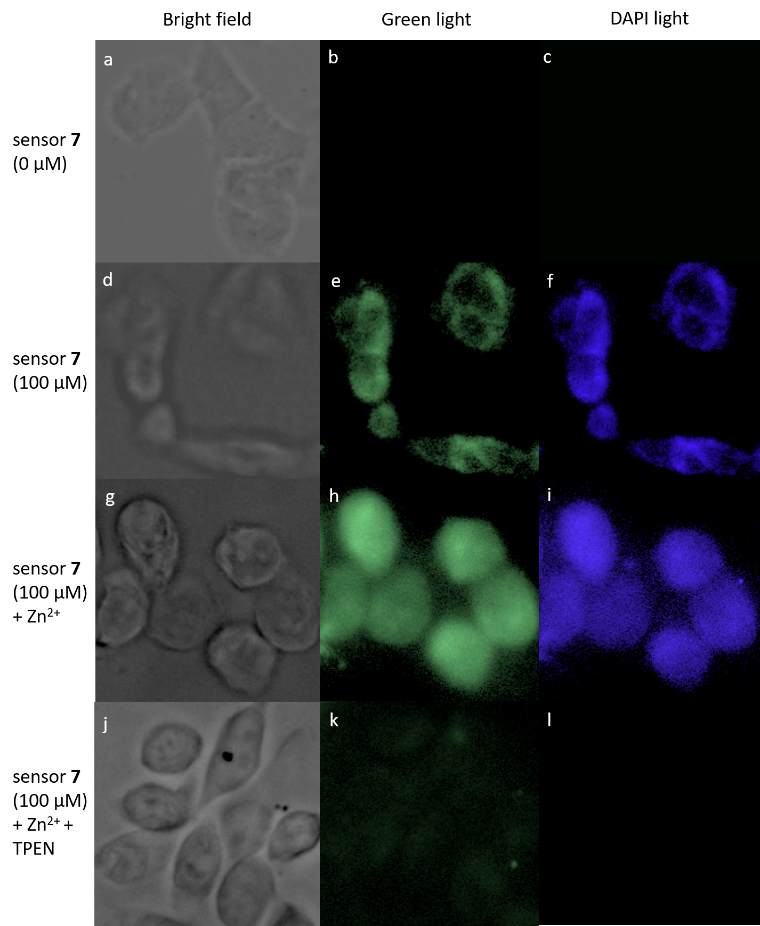 Bright field
Green light
DAPI light
a
b
c
sensor 7
(0 μM)
d
e
f
sensor 7
(100 μM)
g
h
i
sensor 7
(100 μM)
+ Zn²⁺
j
k
l
sensor 7
(100 μM)
+ Zn²⁺ +
TPEN